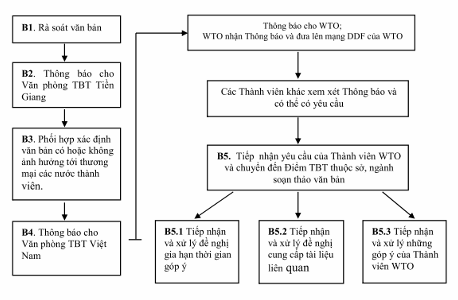 B1. Rà soát văn bản
B2. Thông báo cho
Văn phòng TBT Tiền
Giang
B3. Phối hợp xác định
văn bản có hoặc không
ảnh hưởng tới thương
mại các nước thành
viên.
B4. Thông báo cho
Văn phòng TBT Việt
Nam
Thông báo cho WTO;
WTO nhận Thông báo và đưa lên mạng DDF của WTO
Các Thành viên khác xem xét Thông báo và
có thể có yêu cầu
B5. Tiếp nhận yêu cầu của Thành viên WTO
và chuyển đến Điểm TBT thuộc sở, ngành
soạn thảo văn bản
B5.1 Tiếp nhận
và xử lý đề nghị
gia hạn thời gian
góp ý
B5.2 Tiếp nhận
và xử lý đề nghị
cung cấp tài liệu
liên quan
B5.3 Tiếp nhận
và xử lý những
góp ý của Thành
viên WTO